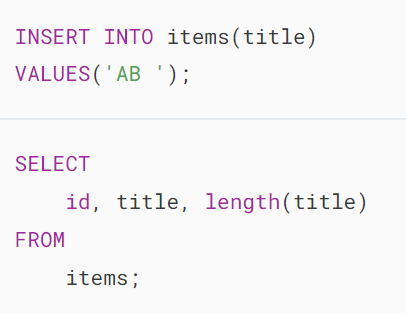 INSERT INTO items(title)
VALUES('AB ');
SELECT
    id, title, length(title)
FROM
    items;